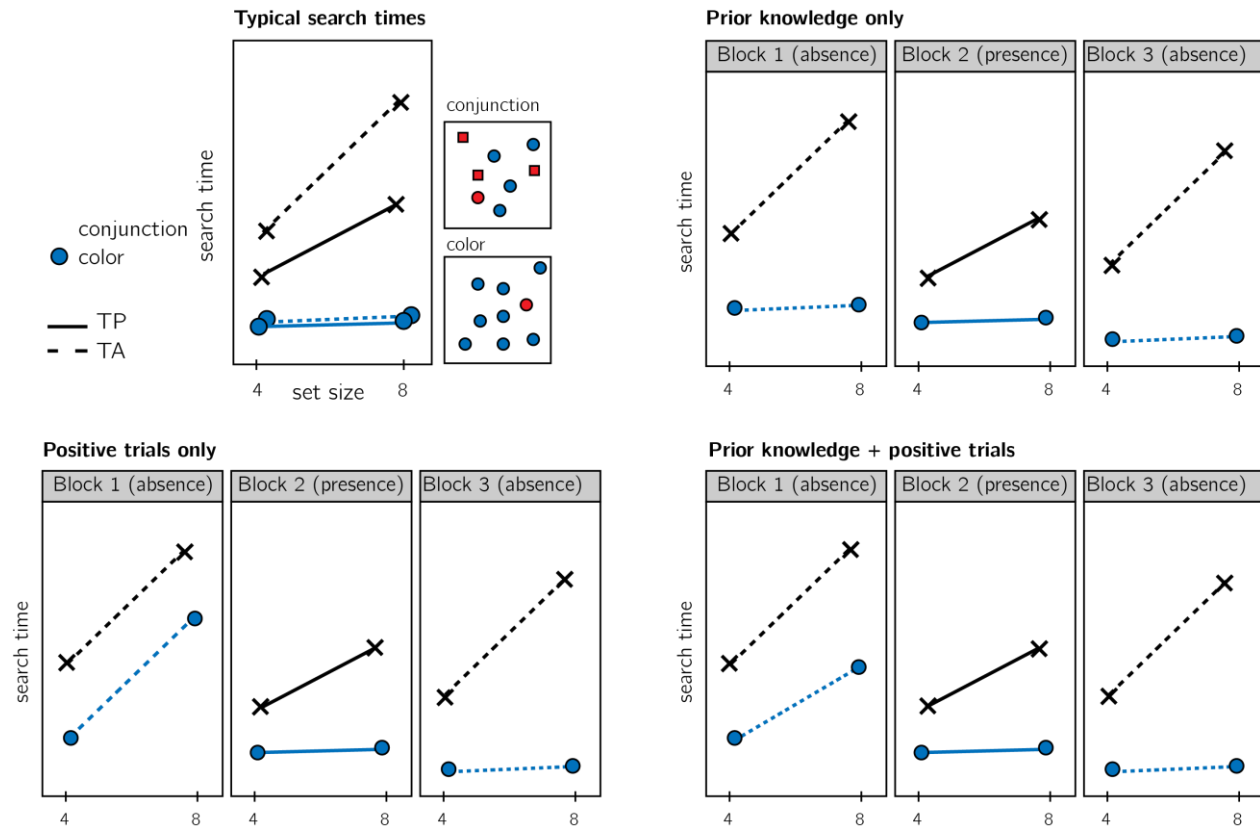 Typical search times
search time
conjunction
color
TP
TA
4
8
set size
conjunction
color
Prior knowledge only
Block 1 (absence)
Block 2 (presence)
Block 3 (absence)
search time
4
8
4
8
4
8
Positive trials only
Block 1 (absence)
Block 2 (presence)
Block 3 (absence)
search time
4
8
4
8
4
8
Prior knowledge + positive trials
Block 1 (absence)
Block 2 (presence)
Block 3 (absence)
search time
4
8
4
8
4
8